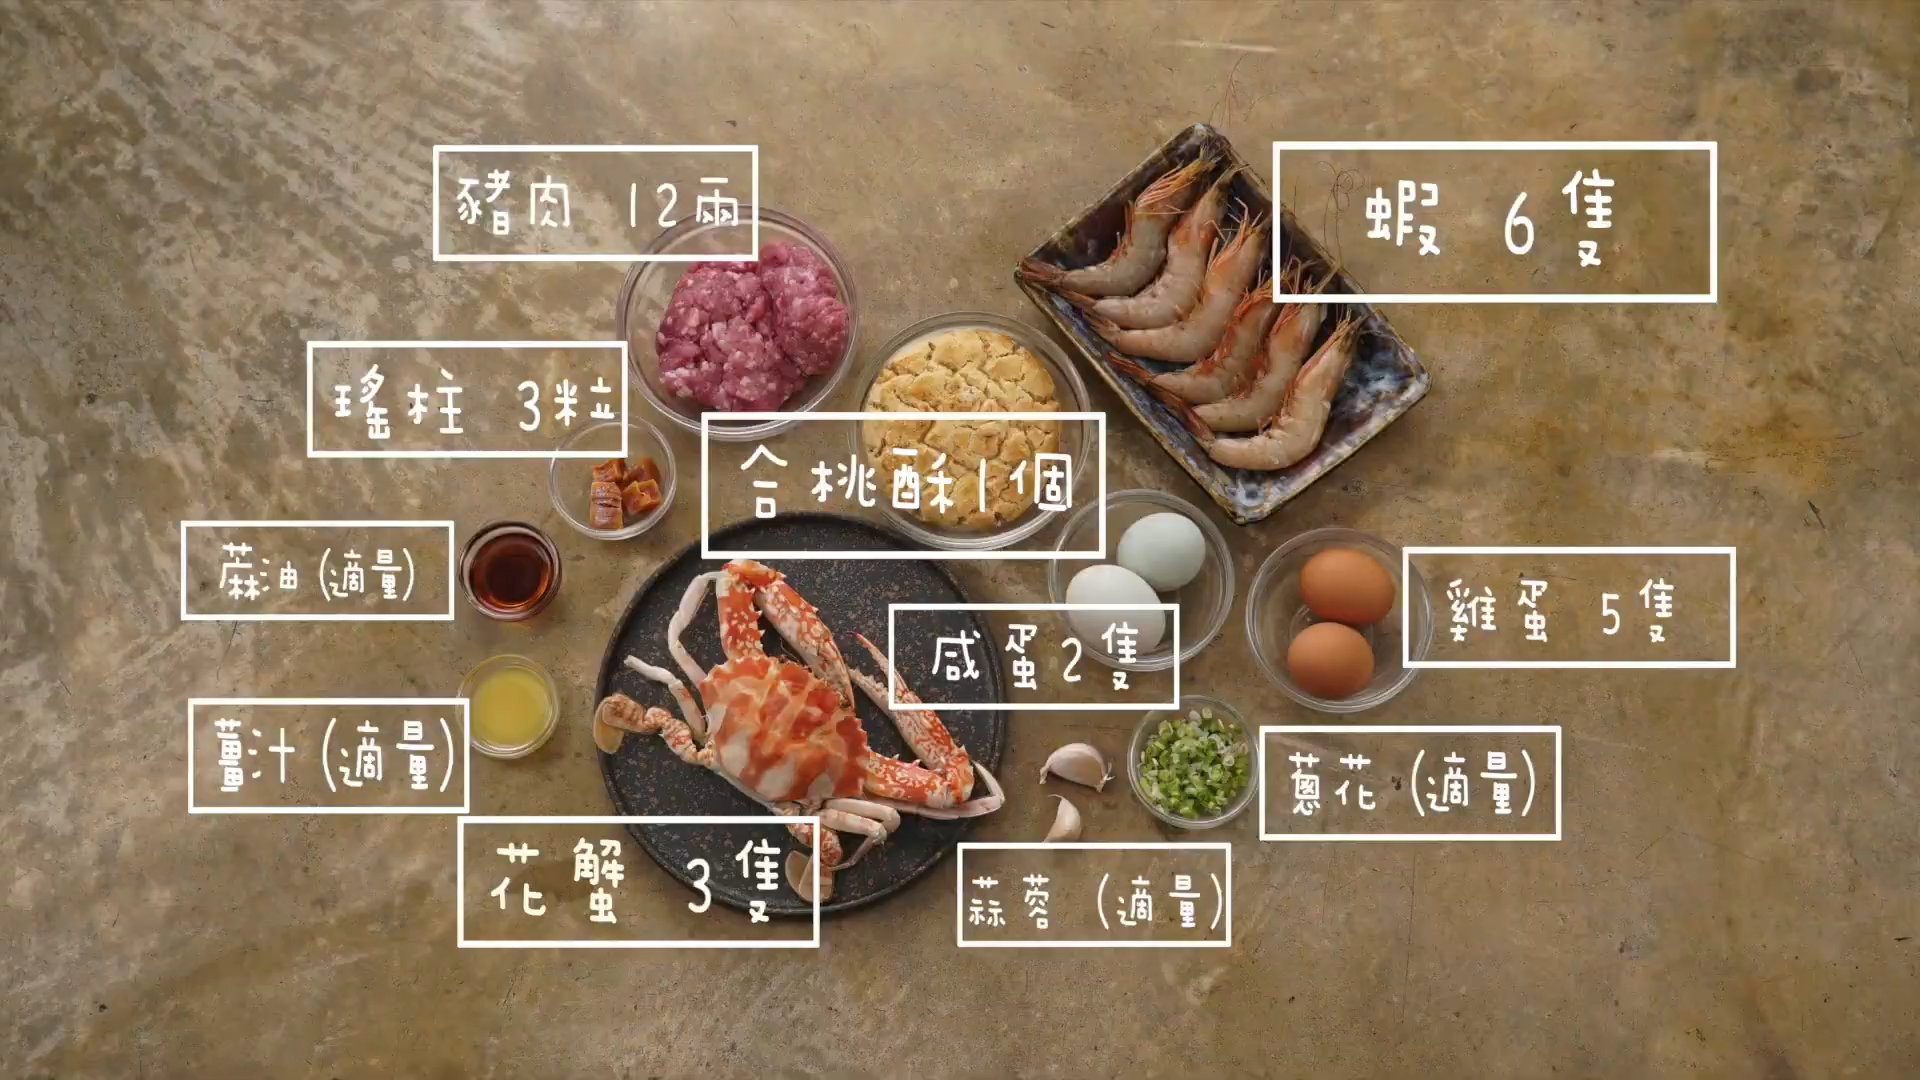 豬肉 12兩
蝦 6隻
瑤柱 3粒
合桃酥1個
蔴油(適量)
咸蛋2隻
雞蛋 5隻
薑汁(適量)
蔥花(適量)
花蟹 3隻
蒜蓉 (適量)